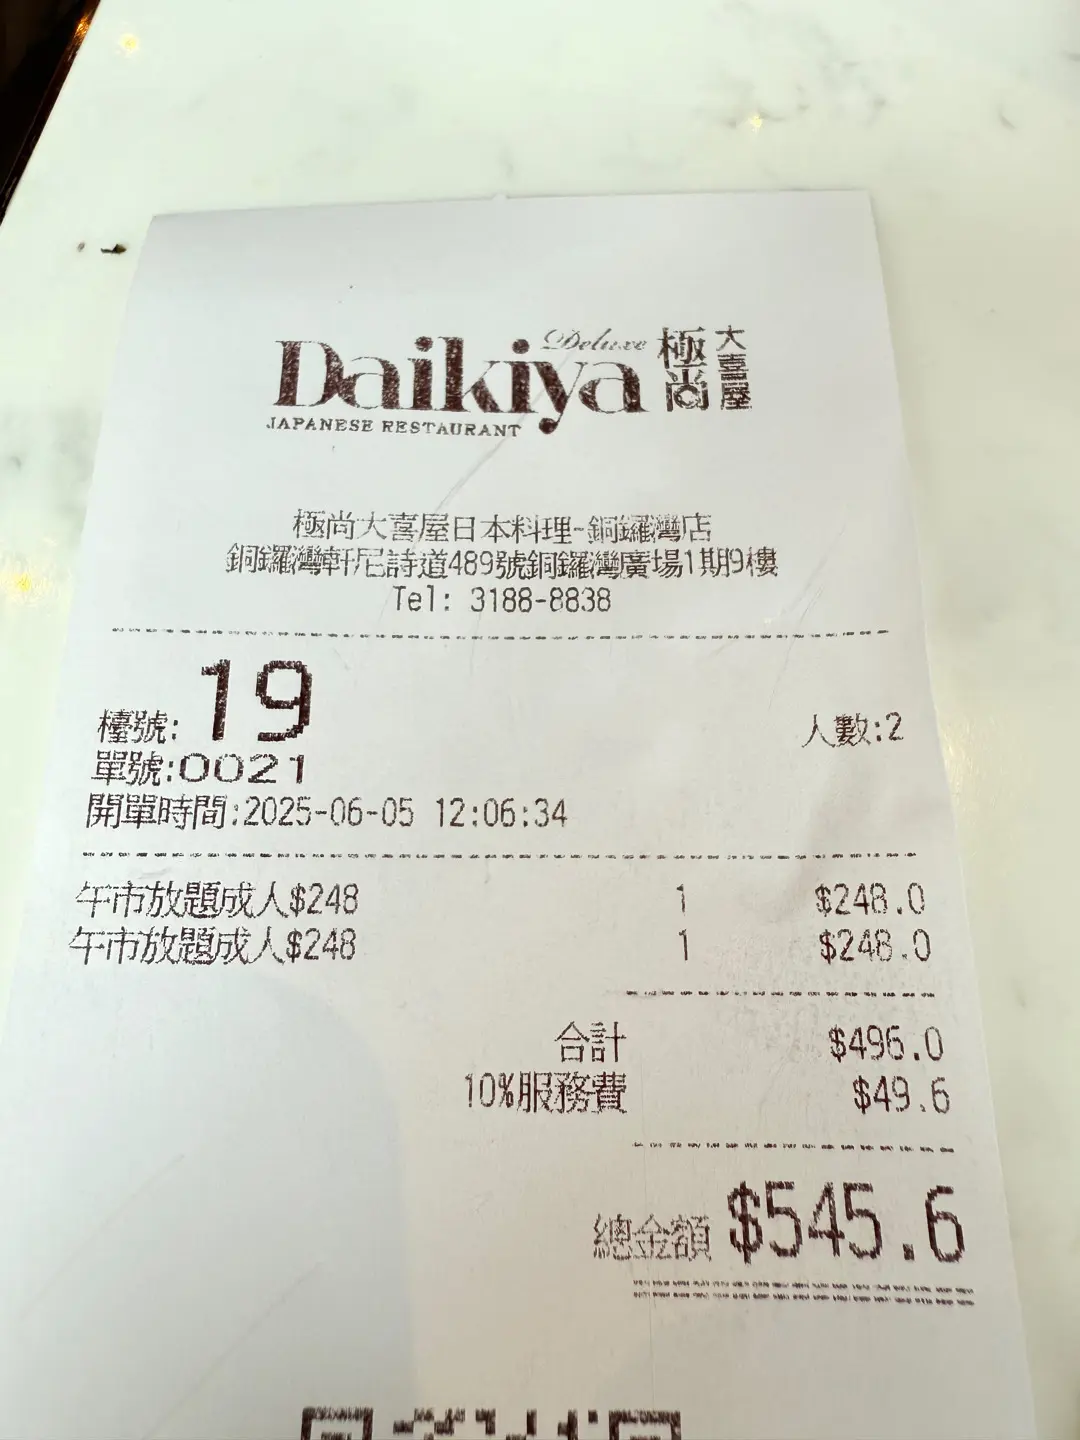 Daikiya Deluxe 極尚大喜屋
JAPANESE RESTAURANT
極尚大喜屋日本料理-銅鑼灣店
銅鑼灣軒尼詩道489號銅鑼灣廣場1期9樓
Tel: 3188-8838
檯號: 19 人數:2
單號:0021
開單時間:2025-06-05 12:06:34
午市放題成人$248 1 $248.0
午市放題成人$248 1 $248.0
合計 $496.0
10%服務費 $49.6
總金額 $545.6